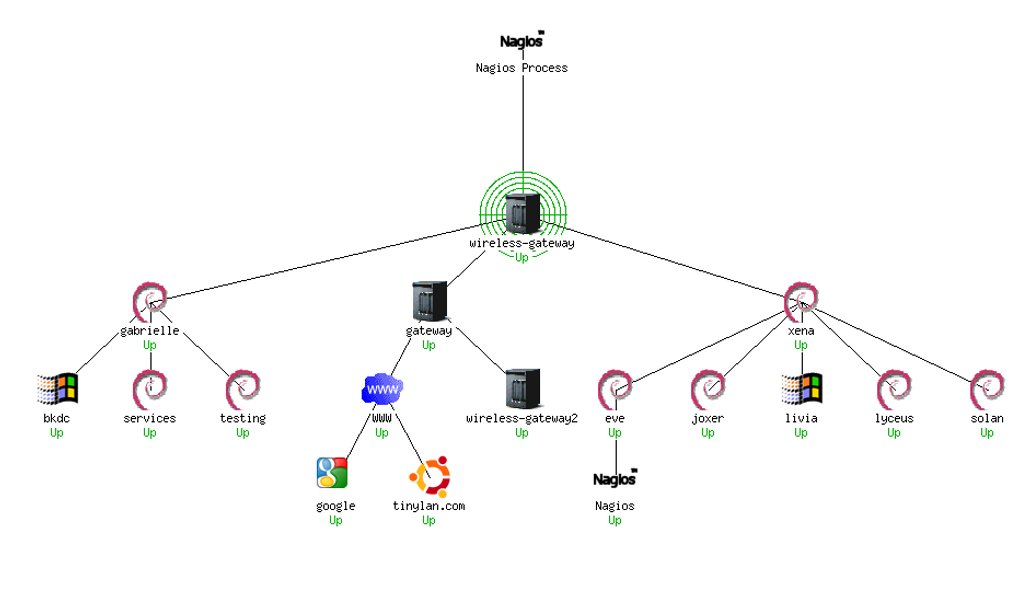 Nagios™
Nagios Process
wireless-gateway
Up
gabrielle
Up
gateway
Up
xena
Up
bkdc
Up
services
Up
testing
Up
WWW
WWW
Up
wireless-gateway2
Up
eve
Up
joxer
Up
livia
Up
lyceus
Up
solan
Up
google
Up
tinylan.com
Up
Nagios™
Nagios
Up